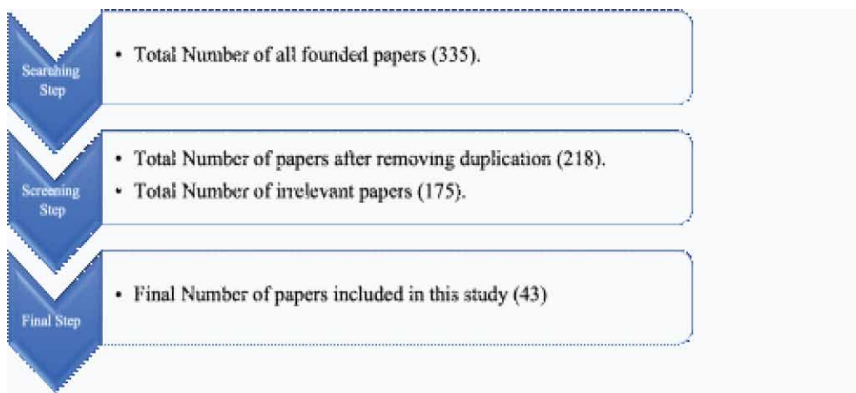 Searching
Step
• Total Number of all founded papers (335).
Screening
Step
• Total Number of papers after removing duplication (218).
• Total Number of irrelevant papers (175).
Final Step
• Final Number of papers included in this study (43)